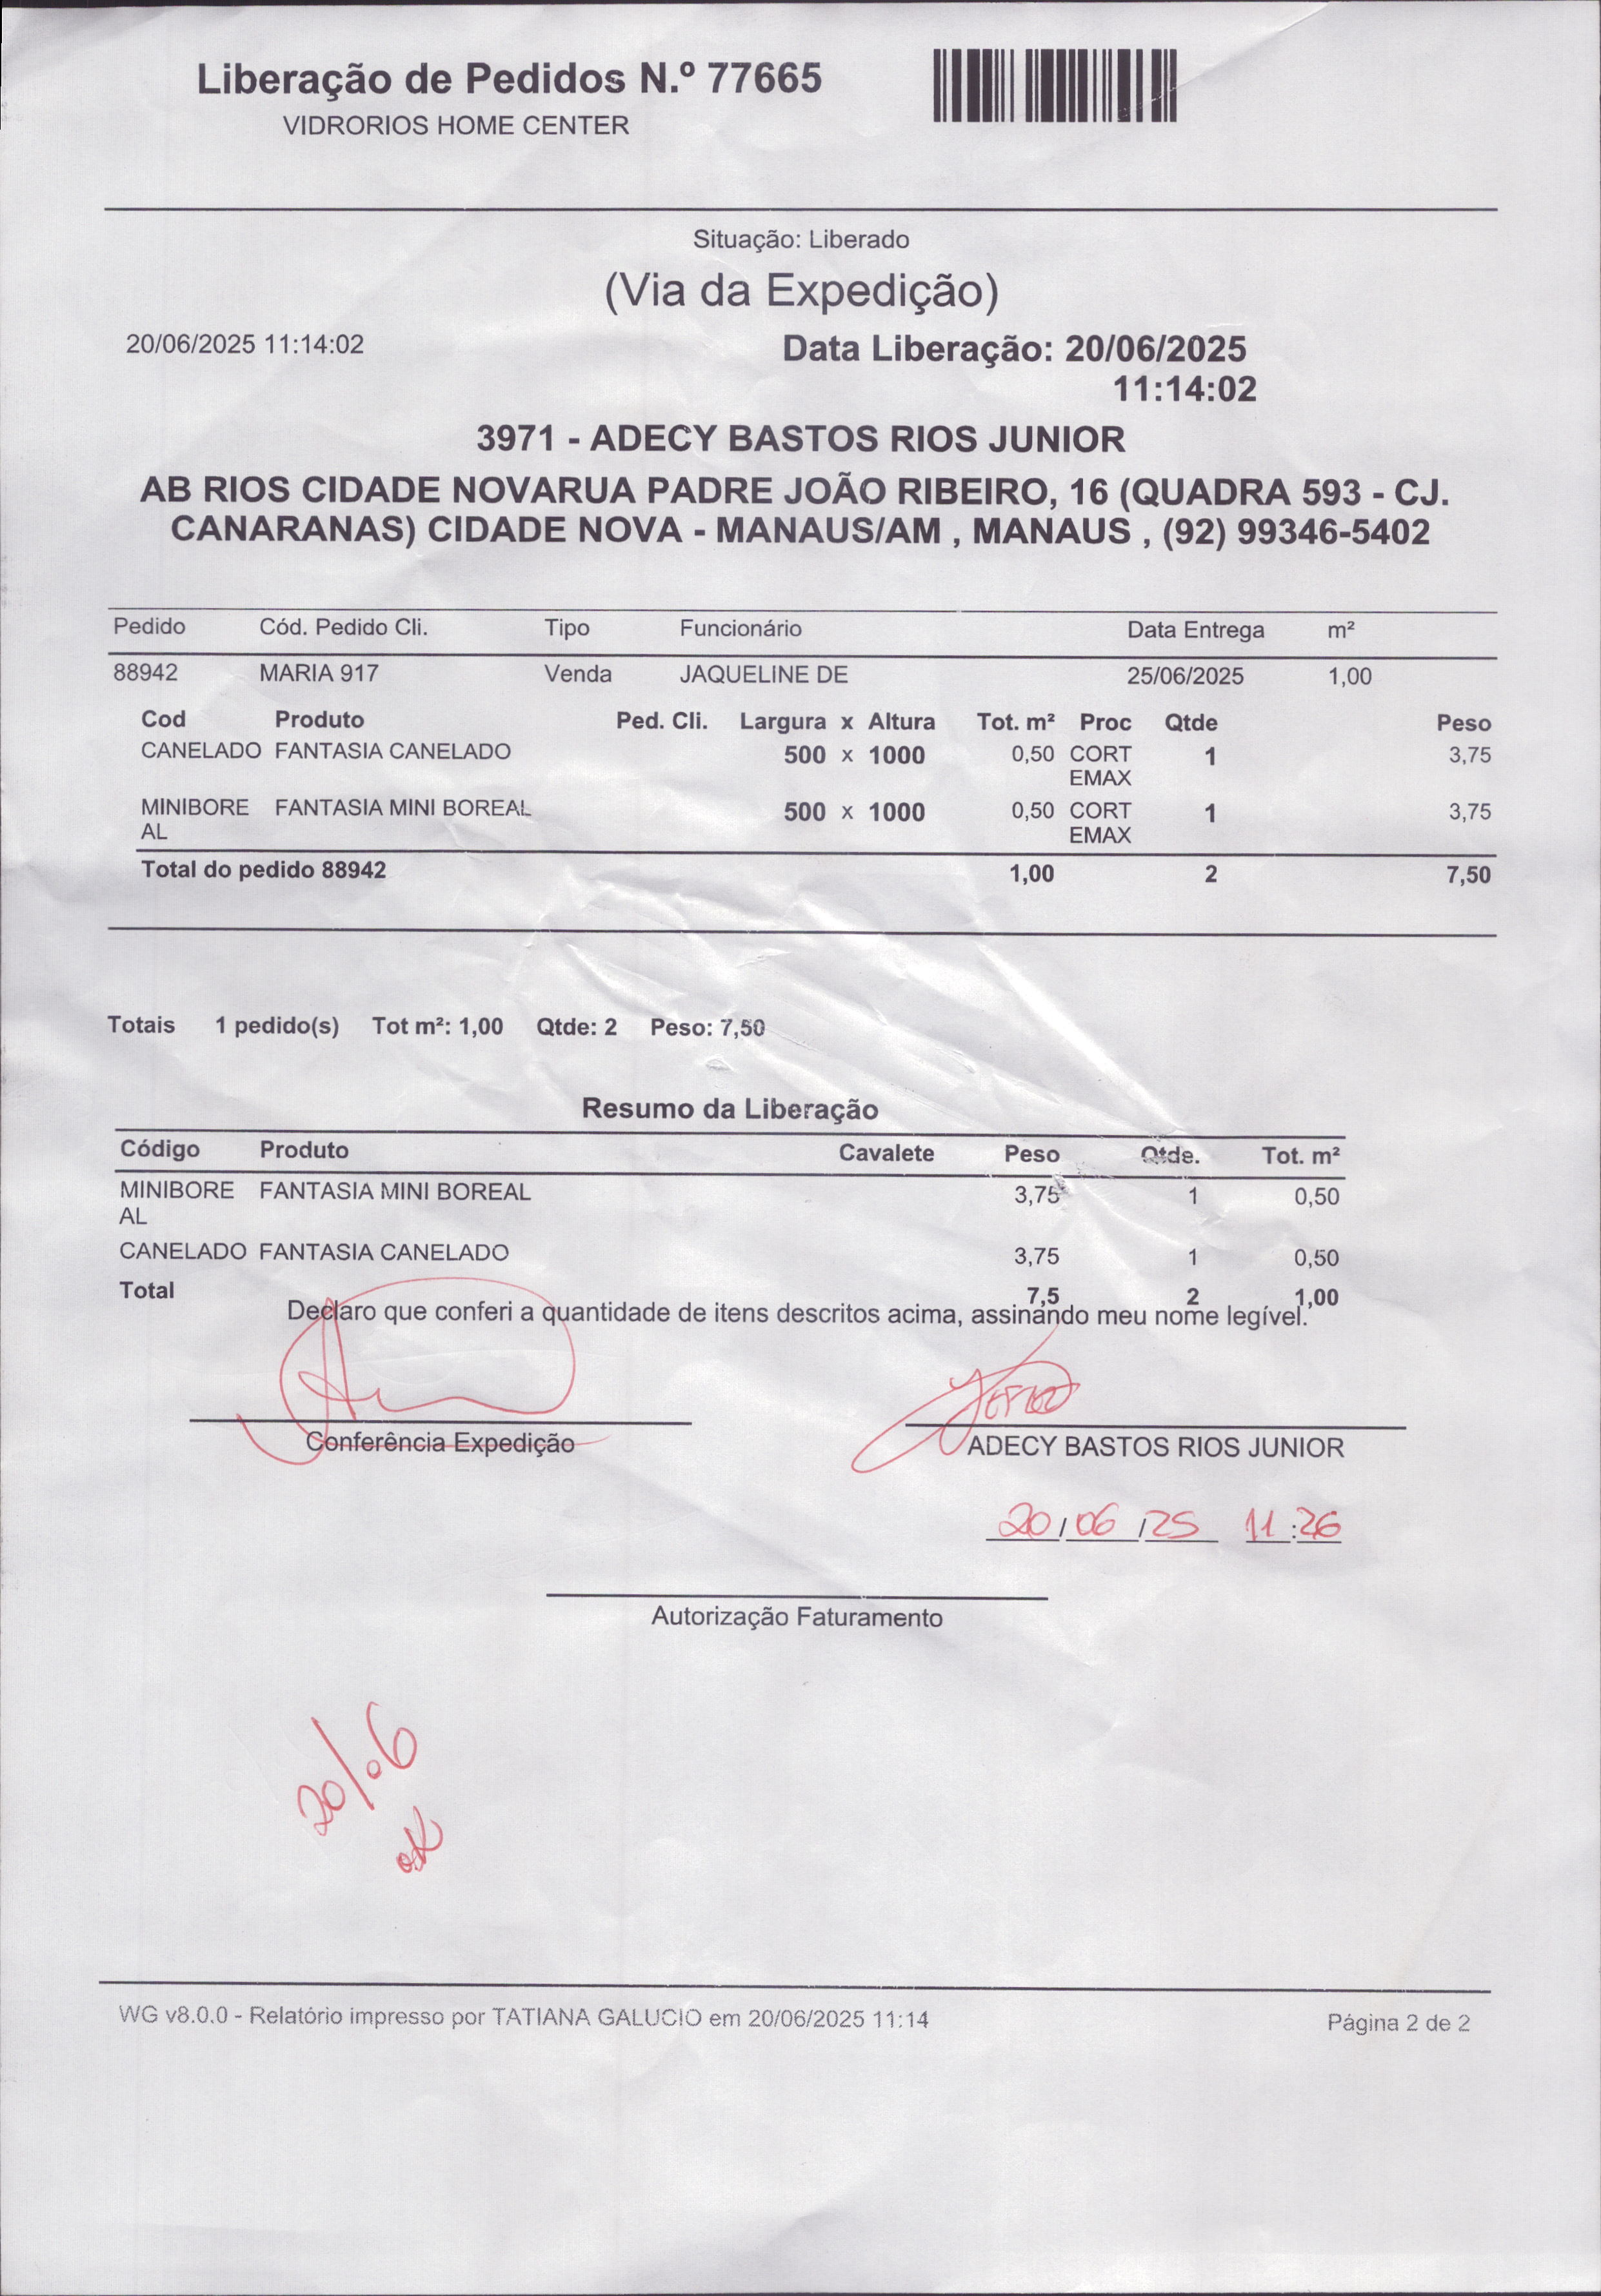 Liberação de Pedidos N.º 77665
VIDRORIOS HOME CENTER
Situação: Liberado
(Via da Expedição)
20/06/2025 11:14:02
Data Liberação: 20/06/2025
11:14:02
3971 - ADECY BASTOS RIOS JUNIOR
AB RIOS CIDADE NOVARUA PADRE JOÃO RIBEIRO, 16 (QUADRA 593 - CJ.
CANARANAS) CIDADE NOVA - MANAUS/AM , MANAUS , (92) 99346-5402
Pedido Cód. Pedido Cli. Tipo Funcionário Data Entrega m²
88942 MARIA 917 Venda JAQUELINE DE 25/06/2025 1,00
Cod Produto Ped. Cli. Largura x Altura Tot. m² Proc Qtde Peso
CANELADO FANTASIA CANELADO 500 x 1000 0,50 CORT 1 3,75
EMAX
MINIBORE FANTASIA MINI BOREAL 500 x 1000 0,50 CORT 1 3,75
AL EMAX
Total do pedido 88942 1,00 2 7,50
Totais 1 pedido(s) Tot m²: 1,00 Qtde: 2 Peso: 7,50
Resumo da Liberação
Código Produto Cavalete Peso Qtde. Tot. m²
MINIBORE FANTASIA MINI BOREAL 3,75 1 0,50
AL
CANELADO FANTASIA CANELADO 3,75 1 0,50
Total 7,5 2 1,00
Declaro que conferi a quantidade de itens descritos acima, assinando meu nome legível.
Conferência Expedição
ADECY BASTOS RIOS JUNIOR
20/06/25 11:26
Autorização Faturamento
20/06
OK
WG v8.0.0 - Relatório impresso por TATIANA GALUCIO em 20/06/2025 11:14
Página 2 de 2